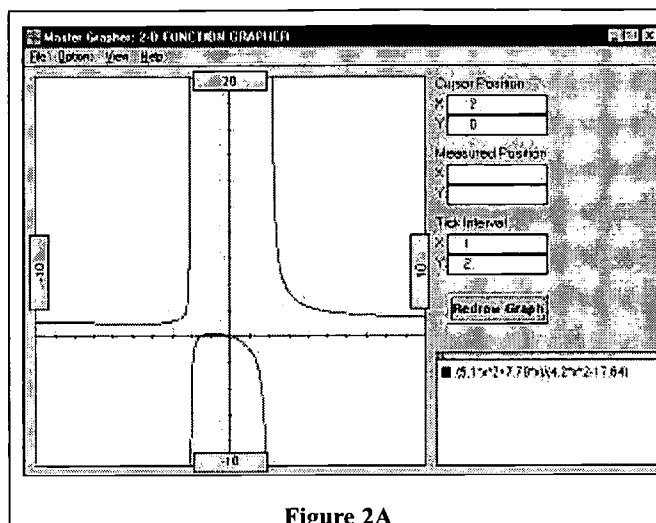 Master Grapher: 2-D FUNCTION GRAPHER
File Options View Help
20
-10
10
-10
Cursor Position
X 2
Y 0
Measured Position
X
Y
Tick Interval
X 1
Y 2
Redraw Graph
Figure 2A